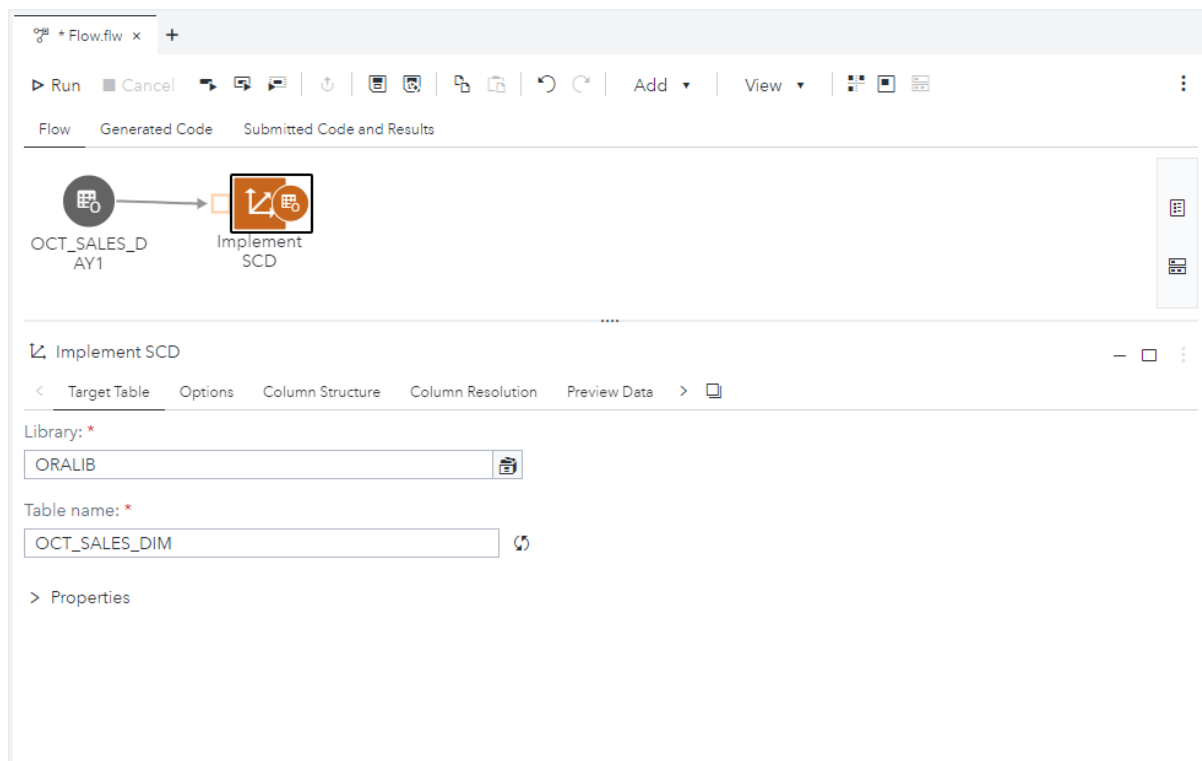 * Flow.flw × +
Run Cancel Add View
Flow Generated Code Submitted Code and Results
OCT_SALES_D
AY1
Implement
SCD
Implement SCD
Target Table Options Column Structure Column Resolution Preview Data
Library: *
ORALIB
Table name: *
OCT_SALES_DIM
Properties